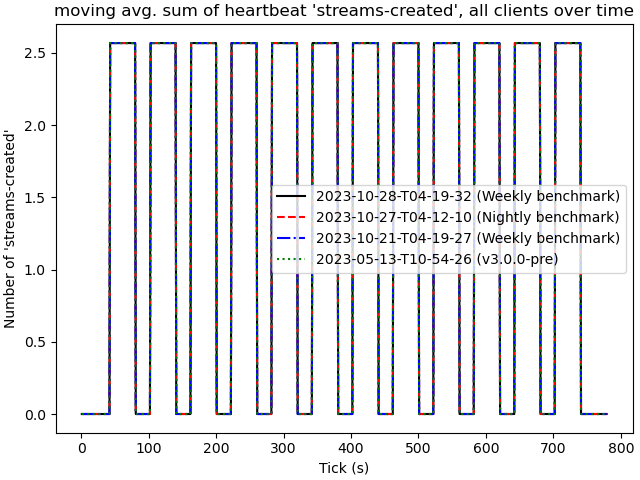 moving avg. sum of heartbeat 'streams-created', all clients over time
Number of 'streams-created'
2.5
2.0
1.5
1.0
0.5
0.0
2023-10-28-T04-19-32 (Weekly benchmark)
2023-10-27-T04-12-10 (Nightly benchmark)
2023-10-21-T04-19-27 (Weekly benchmark)
2023-05-13-T10-54-26 (v3.0.0-pre)
0 100 200 300 400 500 600 700 800
Tick (s)